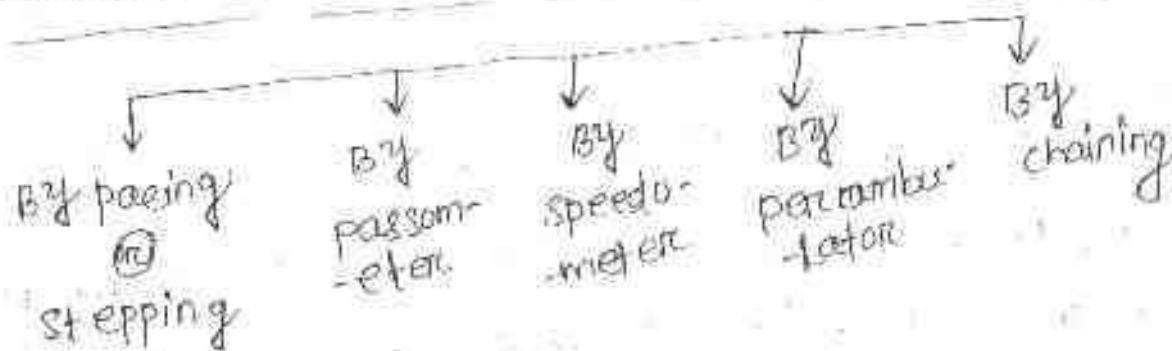 By pacing
or
stepping
By
passom-
-eter
By
speedo-
-meter
By
perambu-
-lator
By
chaining